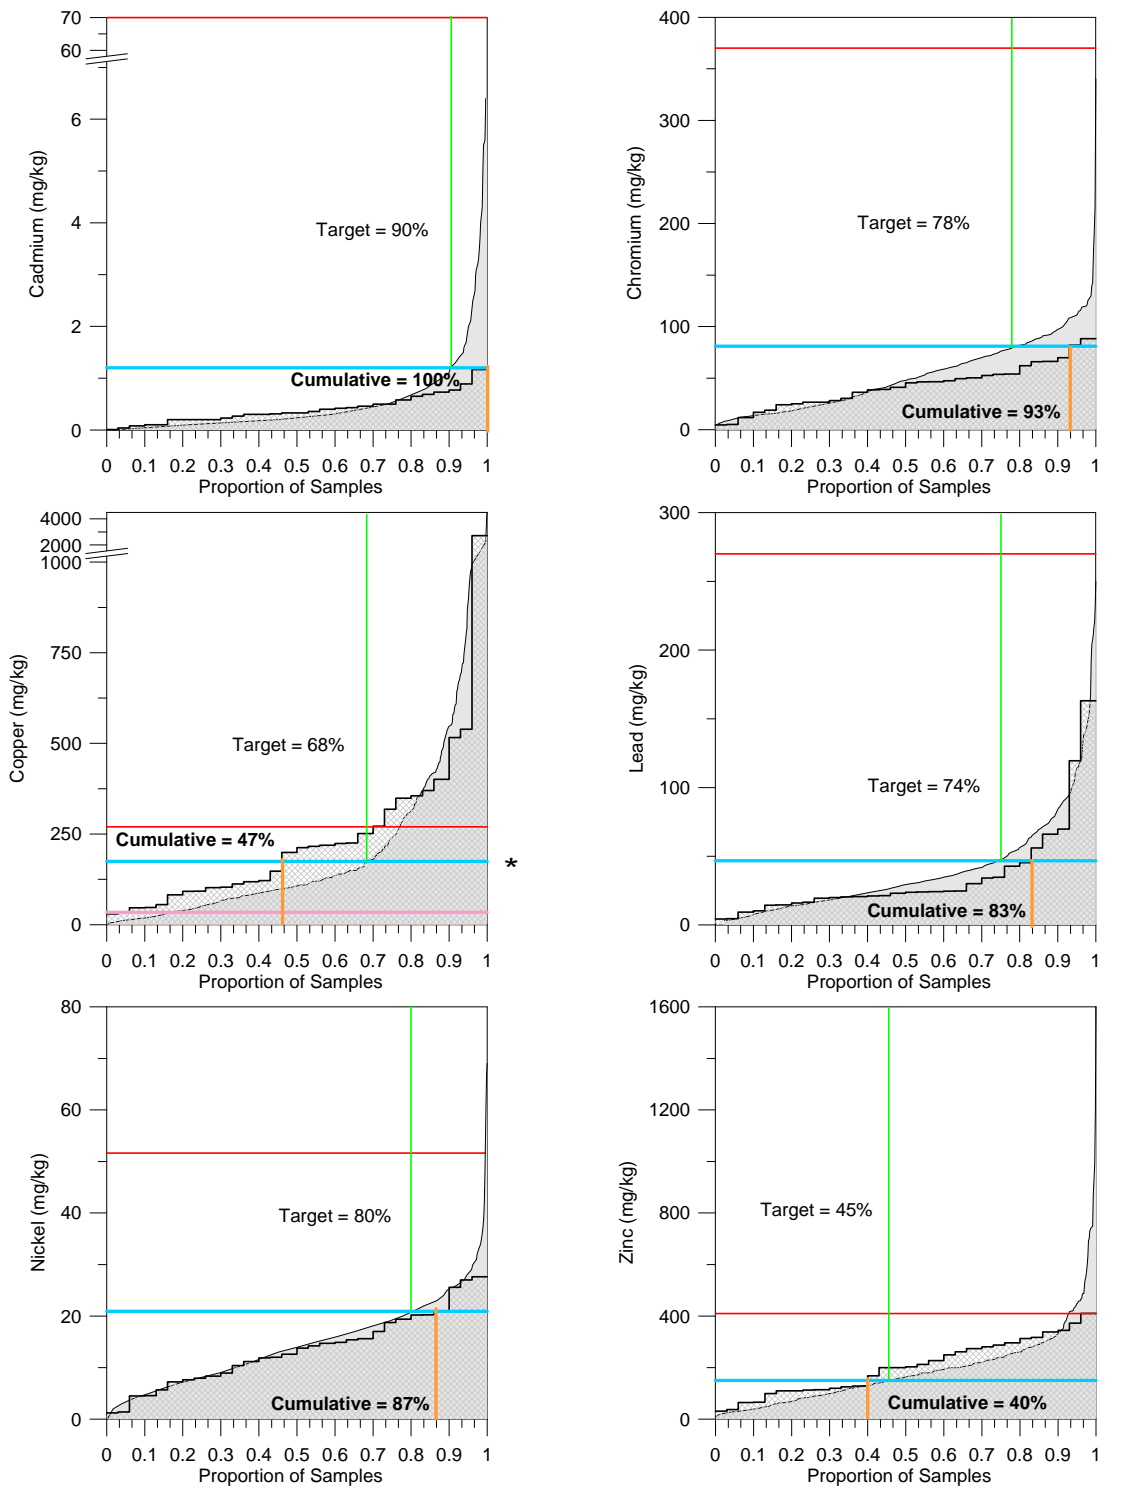 70
60
6
4
2
0
Cadmium (mg/kg)
Target = 90%
Cumulative = 100%
0 0.1 0.2 0.3 0.4 0.5 0.6 0.7 0.8 0.9 1
Proportion of Samples
400
300
200
100
0
Chromium (mg/kg)
Target = 78%
Cumulative = 93%
0 0.1 0.2 0.3 0.4 0.5 0.6 0.7 0.8 0.9 1
Proportion of Samples
4000
2000
1000
750
500
250
0
Copper (mg/kg)
Target = 68%
Cumulative = 47%
*
0 0.1 0.2 0.3 0.4 0.5 0.6 0.7 0.8 0.9 1
Proportion of Samples
300
200
100
0
Lead (mg/kg)
Target = 74%
Cumulative = 83%
0 0.1 0.2 0.3 0.4 0.5 0.6 0.7 0.8 0.9 1
Proportion of Samples
80
60
40
20
0
Nickel (mg/kg)
Target = 80%
Cumulative = 87%
0 0.1 0.2 0.3 0.4 0.5 0.6 0.7 0.8 0.9 1
Proportion of Samples
1600
1200
800
400
0
Zinc (mg/kg)
Target = 45%
Cumulative = 40%
0 0.1 0.2 0.3 0.4 0.5 0.6 0.7 0.8 0.9 1
Proportion of Samples